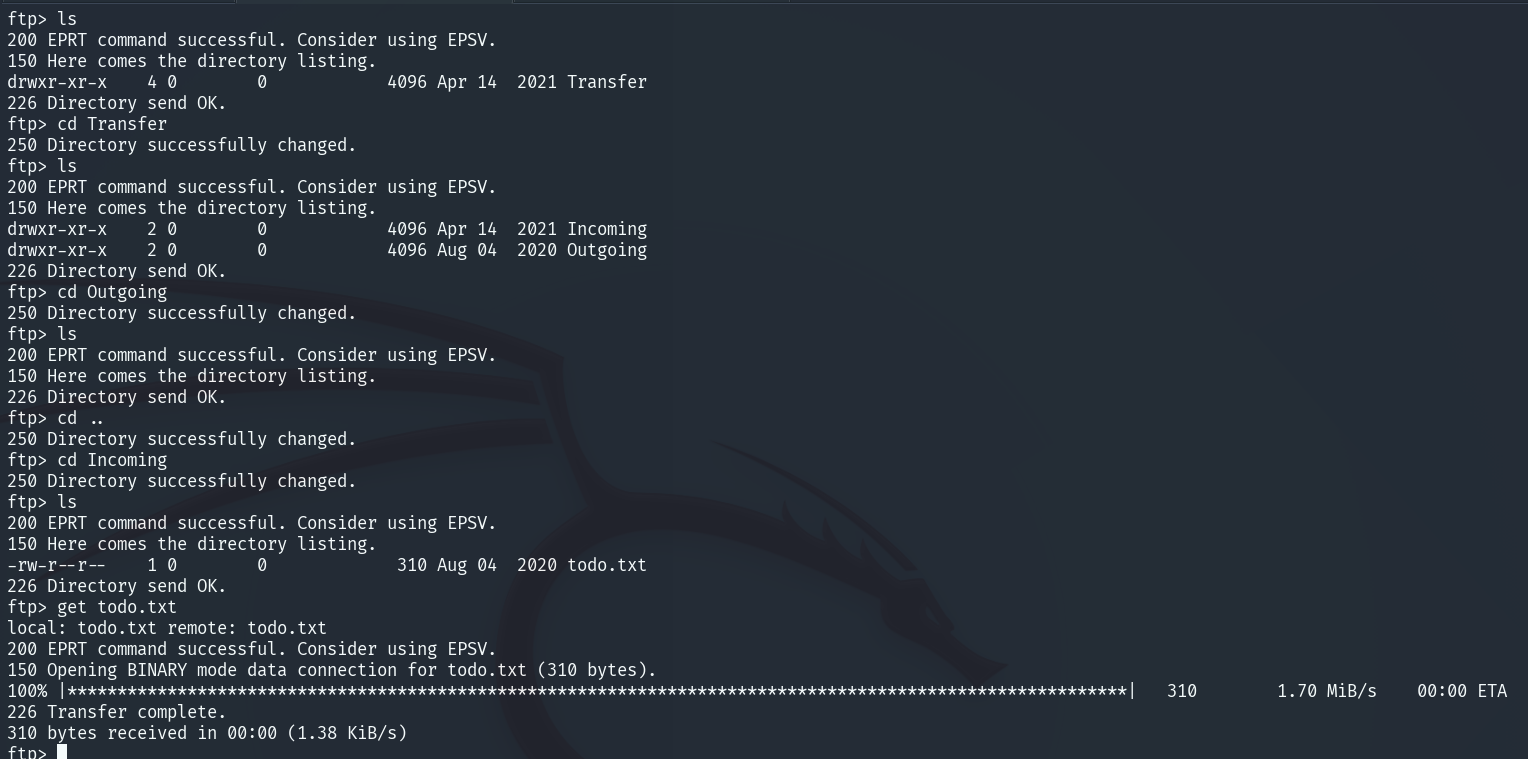 ftp> ls
200 EPRT command successful. Consider using EPSV.
150 Here comes the directory listing.
drwxr-xr-x    4 0        0            4096 Apr 14  2021 Transfer
226 Directory send OK.
ftp> cd Transfer
250 Directory successfully changed.
ftp> ls
200 EPRT command successful. Consider using EPSV.
150 Here comes the directory listing.
drwxr-xr-x    2 0        0            4096 Apr 14  2021 Incoming
drwxr-xr-x    2 0        0            4096 Aug 04  2020 Outgoing
226 Directory send OK.
ftp> cd Outgoing
250 Directory successfully changed.
ftp> ls
200 EPRT command successful. Consider using EPSV.
150 Here comes the directory listing.
226 Directory send OK.
ftp> cd ..
250 Directory successfully changed.
ftp> cd Incoming
250 Directory successfully changed.
ftp> ls
200 EPRT command successful. Consider using EPSV.
150 Here comes the directory listing.
-rw-r--r--    1 0        0             310 Aug 04  2020 todo.txt
226 Directory send OK.
ftp> get todo.txt
local: todo.txt remote: todo.txt
200 EPRT command successful. Consider using EPSV.
150 Opening BINARY mode data connection for todo.txt (310 bytes).
100% |**********************************************************************************************************|   310        1.70 MiB/s    00:00 ETA
226 Transfer complete.
310 bytes received in 00:00 (1.38 KiB/s)
ftp>